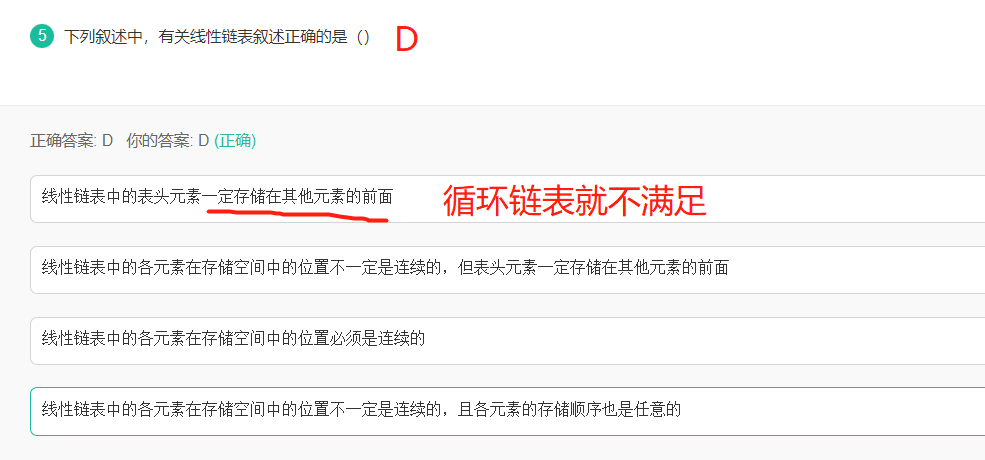 5 下列叙述中，有关线性链表叙述正确的是（） D
正确答案: D 你的答案: D (正确)
线性链表中的表头元素一定存储在其他元素的前面 循环链表就不满足
线性链表中的各元素在存储空间中的位置不一定是连续的，但表头元素一定存储在其他元素的前面
线性链表中的各元素在存储空间中的位置必须是连续的
线性链表中的各元素在存储空间中的位置不一定是连续的，且各元素的存储顺序也是任意的